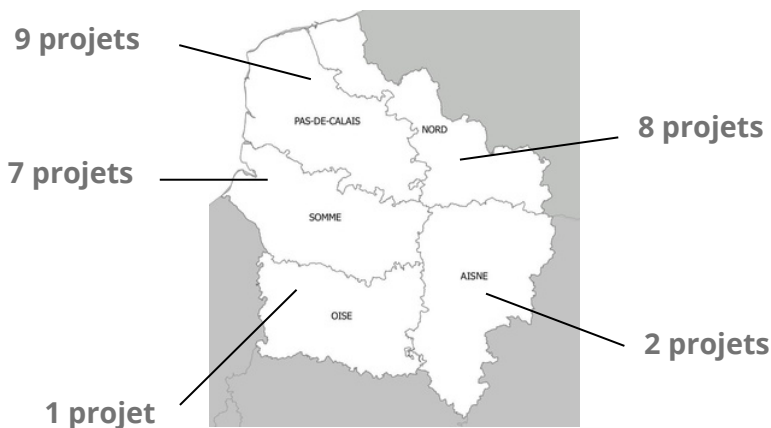 9 projets
PAS-DE-CALAIS
NORD
8 projets
7 projets
SOMME
AISNE
OISE
2 projets
1 projet